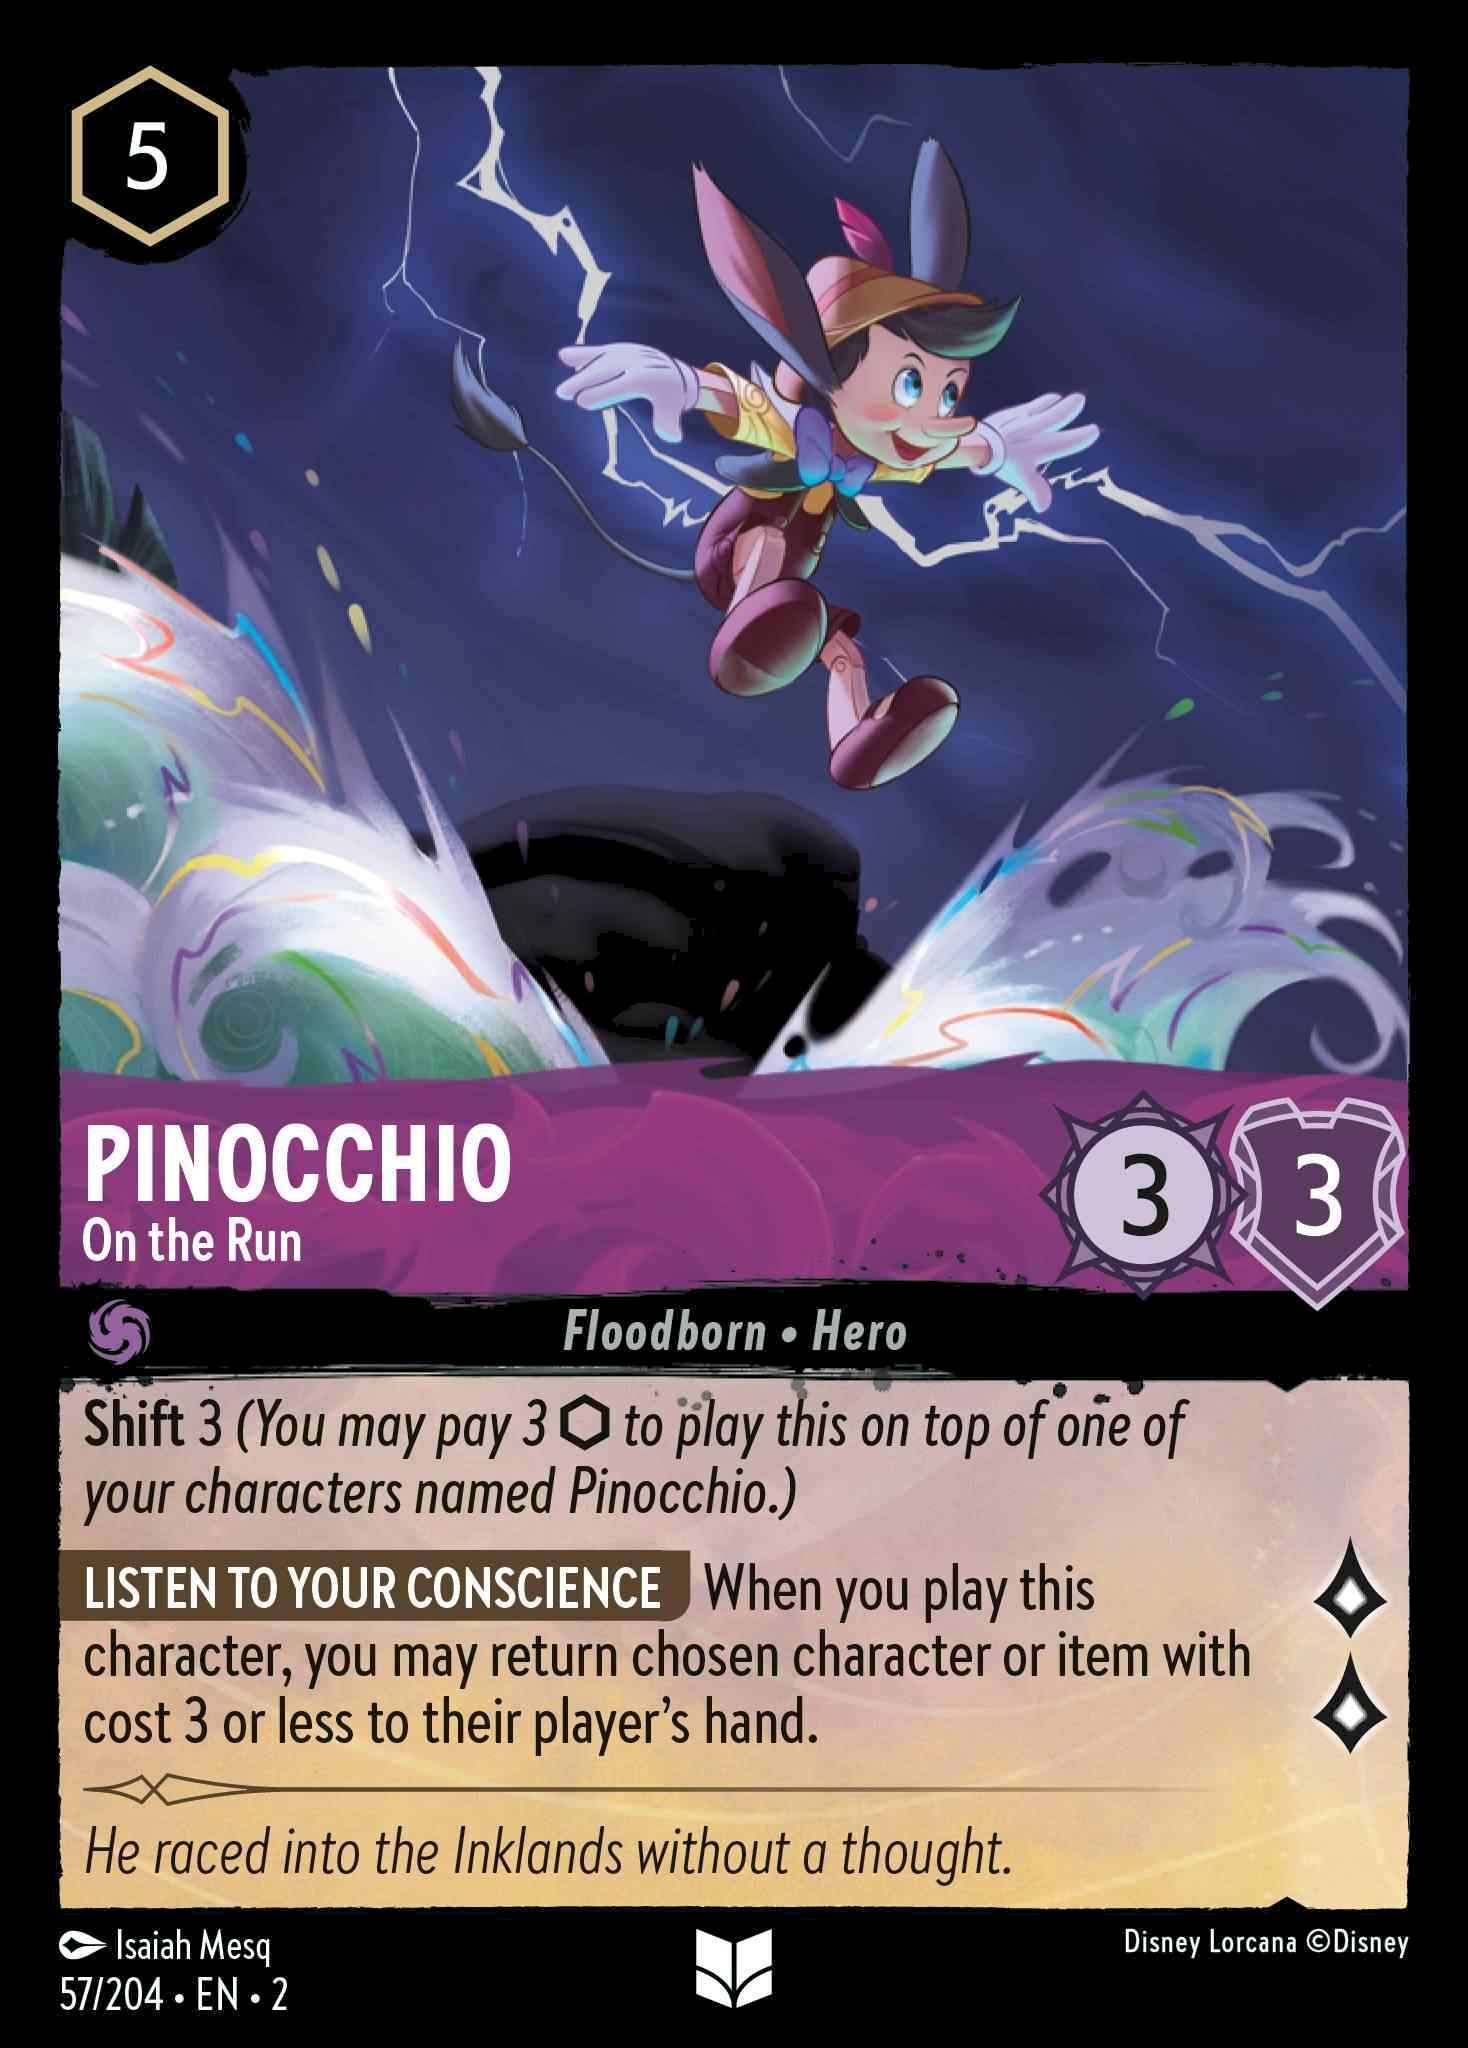 5
PINOCCHIO
On the Run
3 3
Floodborn • Hero
Shift 3 (You may pay 3 ⬡ to play this on top of one of
your characters named Pinocchio.)
LISTEN TO YOUR CONSCIENCE When you play this
character, you may return chosen character or item with
cost 3 or less to their player’s hand.
He raced into the Inklands without a thought.
Isaiah Mesq
57/204 • EN • 2
Disney Lorcana ©Disney